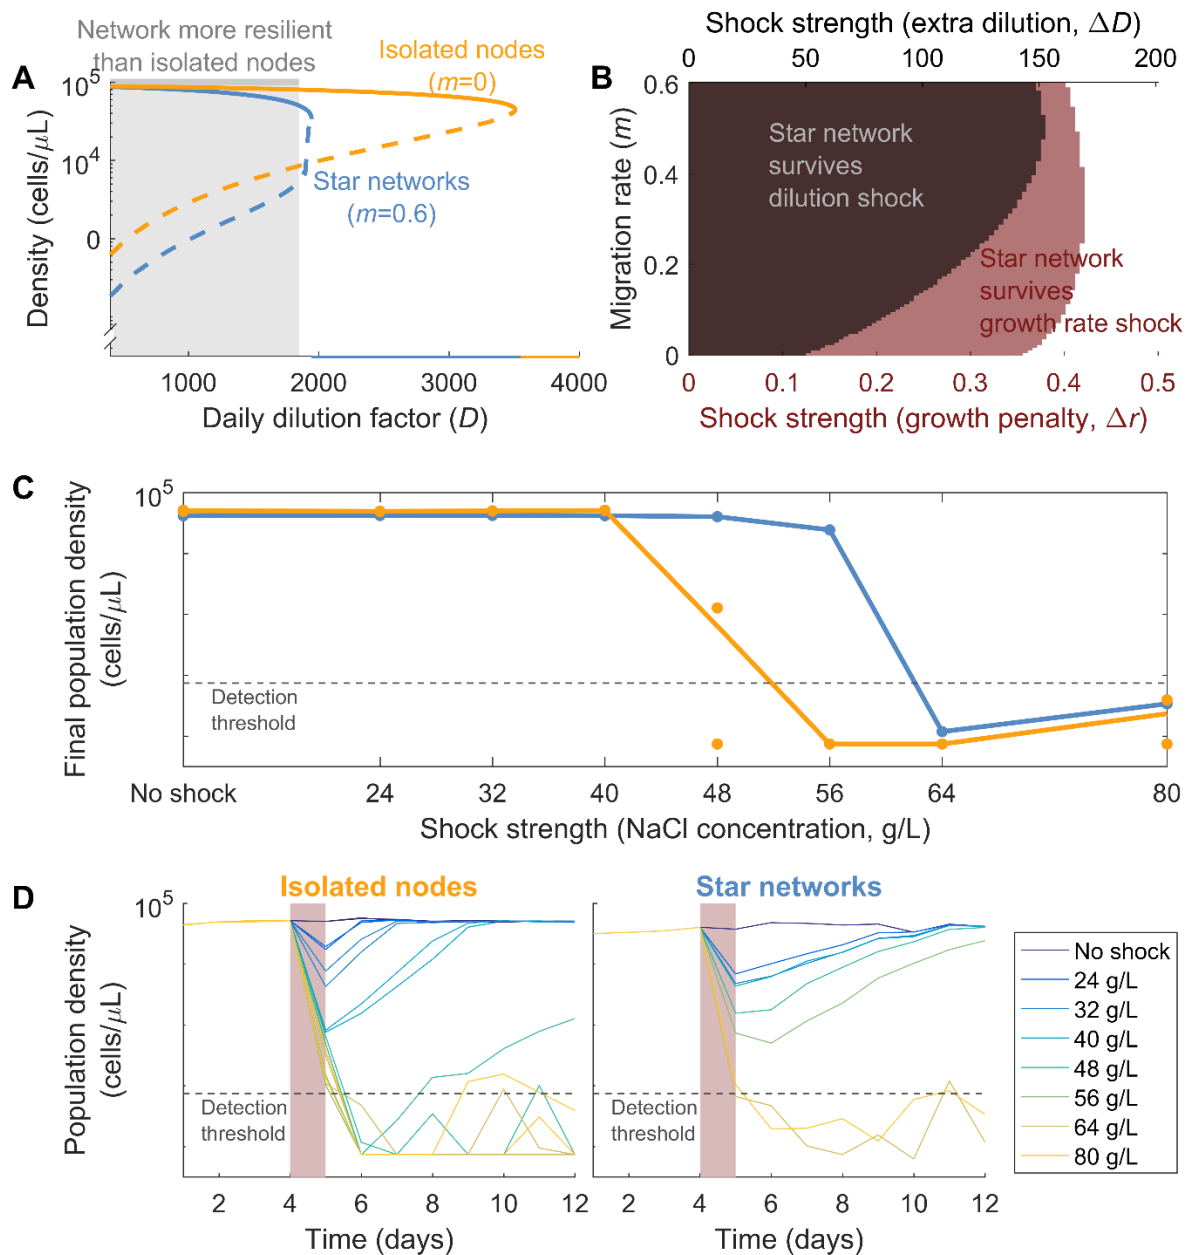 Network more resilient
than isolated nodes
A
Isolated nodes
(m=0)
Star networks
(m=0.6)
10^5
10^4
0
Density (cells/μL)
1000 2000 3000 4000
Daily dilution factor (D)
Shock strength (extra dilution, ΔD)
0 50 100 150 200
B
0.6
0.4
0.2
0
Migration rate (m)
Star network
survives
dilution shock
Star network
survives
growth rate shock
0 0.1 0.2 0.3 0.4 0.5
Shock strength (growth penalty, Δr)
C
10^5
Final population density
(cells/μL)
Detection
threshold
No shock 24 32 40 48 56 64 80
Shock strength (NaCl concentration, g/L)
D
Isolated nodes
Star networks
10^5
Population density
(cells/μL)
Detection
threshold
Detection
threshold
2 4 6 8 10 12
2 4 6 8 10 12
Time (days)
Time (days)
No shock
24 g/L
32 g/L
40 g/L
48 g/L
56 g/L
64 g/L
80 g/L